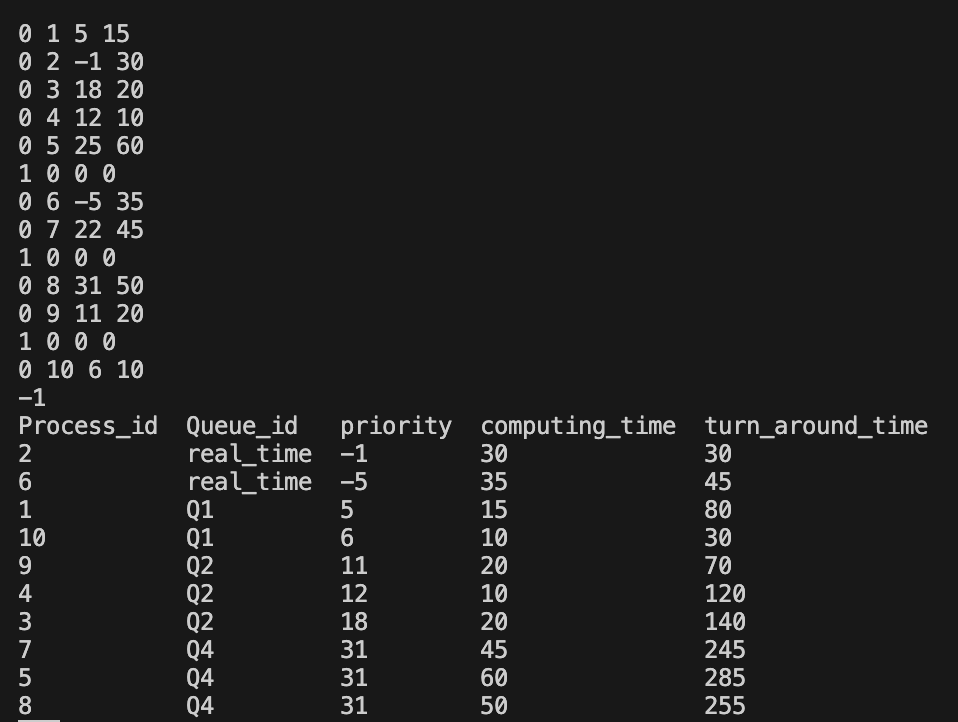 0 1 5 15
0 2 -1 30
0 3 18 20
0 4 12 10
0 5 25 60
1 0 0 0
0 6 -5 35
0 7 22 45
1 0 0 0
0 8 31 50
0 9 11 20
1 0 0 0
0 10 6 10
-1
Process_id Queue_id priority computing_time turn_around_time
2 real_time -1 30 30
6 real_time -5 35 45
1 Q1 5 15 80
10 Q1 6 10 30
9 Q2 11 20 70
4 Q2 12 10 120
3 Q2 18 20 140
7 Q4 31 45 245
5 Q4 31 60 285
8 Q4 31 50 255